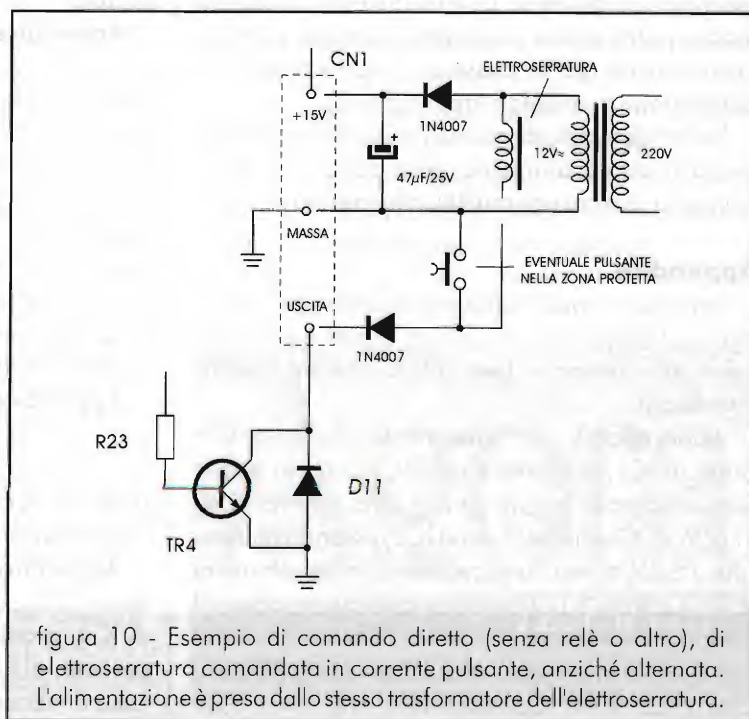 CN1
ELETTROSERRATURA
+15V
1N4007
+
47µF/25V
12V≈
220V
MASSA
EVENTUALE PULSANTE
NELLA ZONA PROTETTA
USCITA
1N4007
R23
D11
TR4
figura 10 - Esempio di comando diretto (senza relè o altro), di
elettroserratura comandata in corrente pulsante, anziché alternata.
L'alimentazione è presa dallo stesso trasformatore dell'elettroserratura.